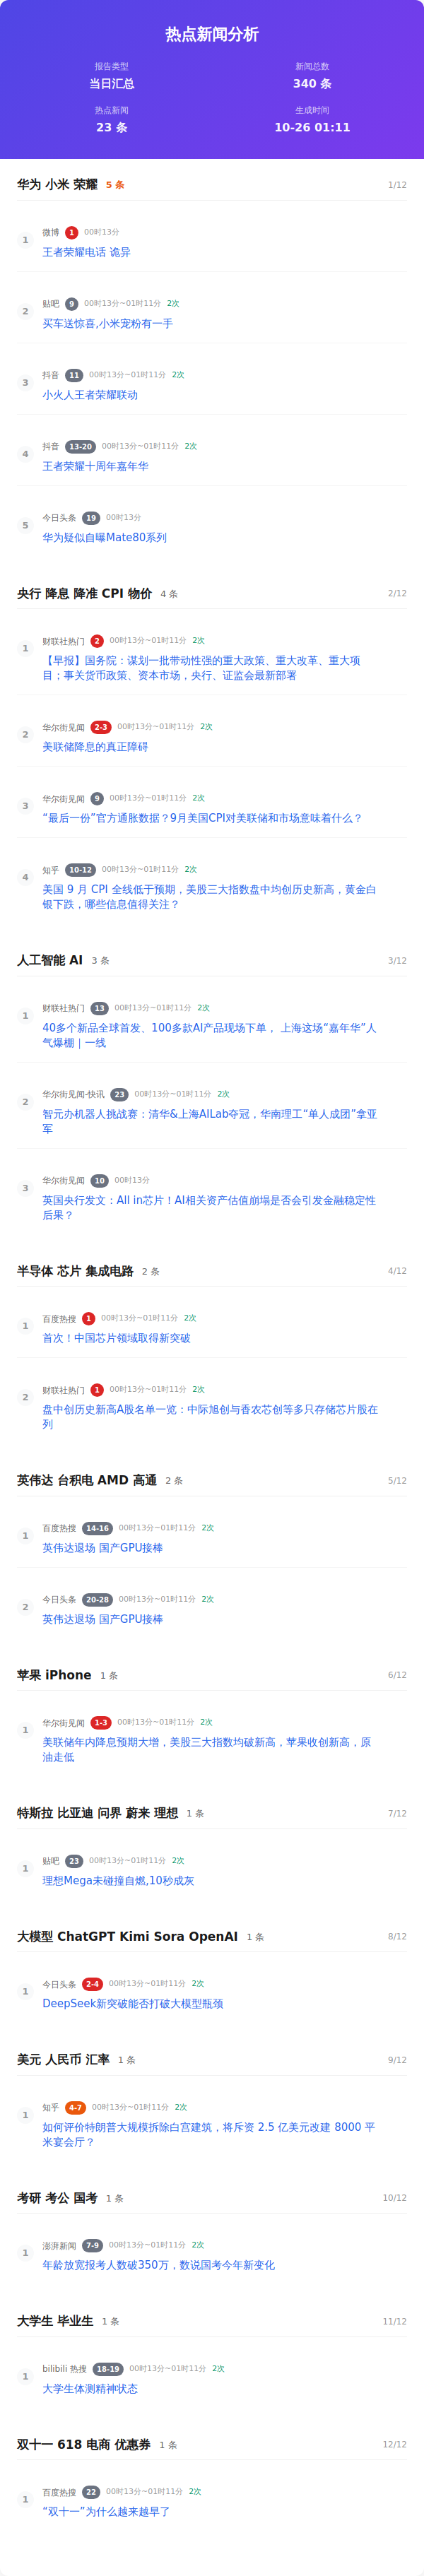 热点新闻分析
报告类型
当日汇总
新闻总数
340 条
热点新闻
23 条
生成时间
10-26 01:11
华为 小米 荣耀 5 条 1/12
1
微博 1 00时13分
王者荣耀电话 诡异
2
贴吧 9 00时13分~01时11分 2次
买车送惊喜,小米宠粉有一手
3
抖音 11 00时13分~01时11分 2次
小火人王者荣耀联动
4
抖音 13-20 00时13分~01时11分 2次
王者荣耀十周年嘉年华
5
今日头条 19 00时13分
华为疑似自曝Mate80系列
央行 降息 降准 CPI 物价 4 条 2/12
1
财联社热门 2 00时13分~01时11分 2次
【早报】国务院：谋划一批带动性强的重大政策、重大改革、重大项
目；事关货币政策、资本市场，央行、证监会最新部署
2
华尔街见闻 2-3 00时13分~01时11分 2次
美联储降息的真正障碍
3
华尔街见闻 9 00时13分~01时11分 2次
“最后一份”官方通胀数据？9月美国CPI对美联储和市场意味着什么？
4
知乎 10-12 00时13分~01时11分 2次
美国 9 月 CPI 全线低于预期，美股三大指数盘中均创历史新高，黄金白
银下跌，哪些信息值得关注？
人工智能 AI 3 条 3/12
1
财联社热门 13 00时13分~01时11分 2次
40多个新品全球首发、100多款AI产品现场下单， 上海这场“嘉年华”人
气爆棚｜一线
2
华尔街见闻-快讯 23 00时13分~01时11分 2次
智元办机器人挑战赛：清华&上海AILab夺冠，华南理工“单人成团”拿亚
军
3
华尔街见闻 10 00时13分
英国央行发文：All in芯片！AI相关资产估值崩塌是否会引发金融稳定性
后果？
半导体 芯片 集成电路 2 条 4/12
1
百度热搜 1 00时13分~01时11分 2次
首次！中国芯片领域取得新突破
2
财联社热门 1 00时13分~01时11分 2次
盘中创历史新高A股名单一览：中际旭创与香农芯创等多只存储芯片股在
列
英伟达 台积电 AMD 高通 2 条 5/12
1
百度热搜 14-16 00时13分~01时11分 2次
英伟达退场 国产GPU接棒
2
今日头条 20-28 00时13分~01时11分 2次
英伟达退场 国产GPU接棒
苹果 iPhone 1 条 6/12
1
华尔街见闻 1-3 00时13分~01时11分 2次
美联储年内降息预期大增，美股三大指数均破新高，苹果收创新高，原
油走低
特斯拉 比亚迪 问界 蔚来 理想 1 条 7/12
1
贴吧 23 00时13分~01时11分 2次
理想Mega未碰撞自燃,10秒成灰
大模型 ChatGPT Kimi Sora OpenAI 1 条 8/12
1
今日头条 2-4 00时13分~01时11分 2次
DeepSeek新突破能否打破大模型瓶颈
美元 人民币 汇率 1 条 9/12
1
知乎 4-7 00时13分~01时11分 2次
如何评价特朗普大规模拆除白宫建筑，将斥资 2.5 亿美元改建 8000 平
米宴会厅？
考研 考公 国考 1 条 10/12
1
澎湃新闻 7-9 00时13分~01时11分 2次
年龄放宽报考人数破350万，数说国考今年新变化
大学生 毕业生 1 条 11/12
1
bilibili 热搜 18-19 00时13分~01时11分 2次
大学生体测精神状态
双十一 618 电商 优惠券 1 条 12/12
1
百度热搜 22 00时13分~01时11分 2次
“双十一”为什么越来越早了